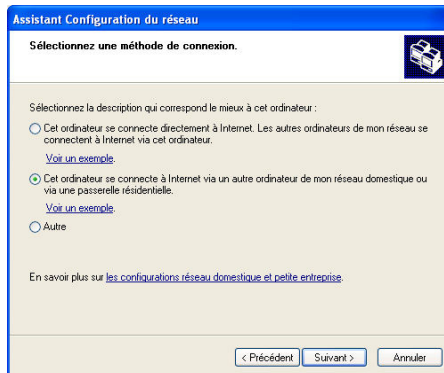 Assistant Configuration du réseau
Sélectionnez une méthode de connexion.
Sélectionnez la description qui correspond le mieux à cet ordinateur :
Cet ordinateur se connecte directement à Internet. Les autres ordinateurs de mon réseau se
connectent à Internet via cet ordinateur.
Voir un exemple.
Cet ordinateur se connecte à Internet via un autre ordinateur de mon réseau domestique ou
via une passerelle résidentielle.
Voir un exemple.
Autre
En savoir plus sur les configurations réseau domestique et petite entreprise.
< Précédent Suivant > Annuler